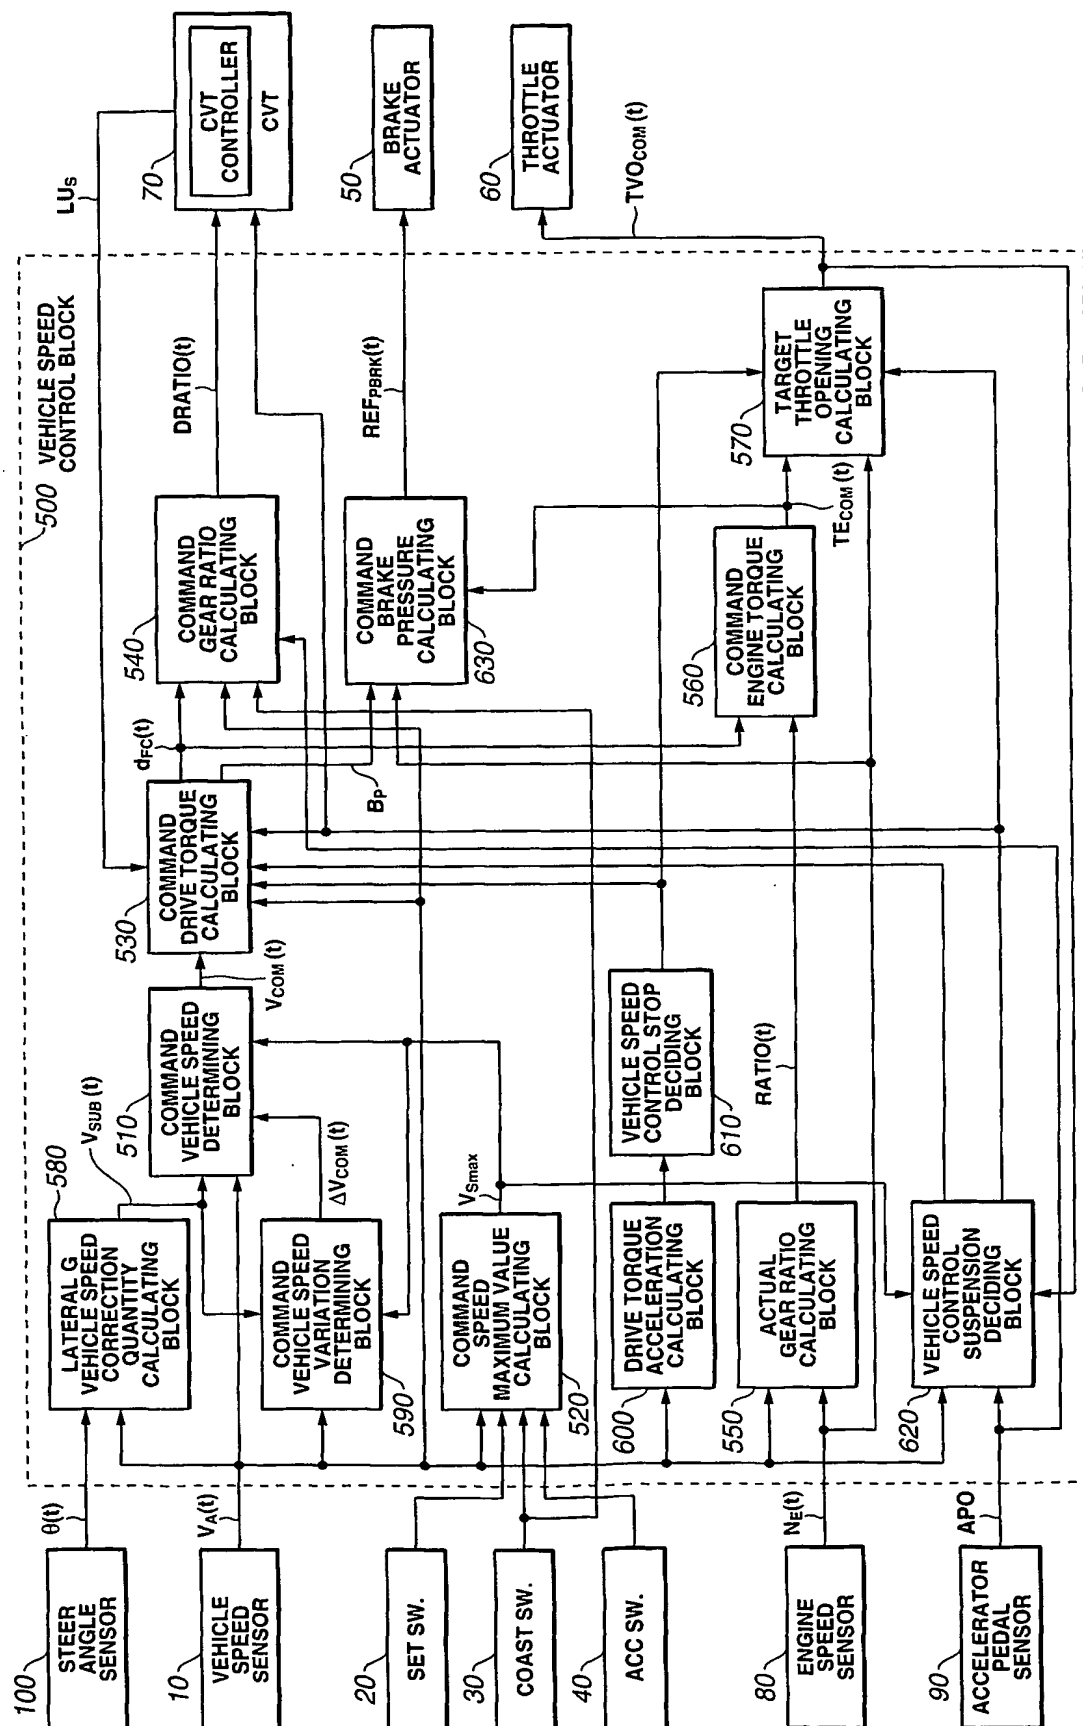 100
STEER
ANGLE
SENSOR
θ(t)
10
VEHICLE
SPEED
SENSOR
VA(t)
20
SET SW.
30
COAST SW.
40
ACC SW.
80
ENGINE
SPEED
SENSOR
NE(t)
90
ACCELERATOR
PEDAL
SENSOR
APO
500
VEHICLE SPEED
CONTROL BLOCK
580
LATERAL G
VEHICLE SPEED
CORRECTION
QUANTITY
CALCULATING
BLOCK
VSUB(t)
590
COMMAND
VEHICLE SPEED
VARIATION
DETERMINING
BLOCK
ΔVCOM(t)
520
COMMAND
SPEED
MAXIMUM VALUE
CALCULATING
BLOCK
VSmax
600
DRIVE TORQUE
ACCELERATION
CALCULATING
BLOCK
550
ACTUAL
GEAR RATIO
CALCULATING
BLOCK
RATIO(t)
620
VEHICLE SPEED
CONTROL
SUSPENSION
DECIDING
BLOCK
510
COMMAND
VEHICLE SPEED
DETERMINING
BLOCK
VCOM(t)
610
VEHICLE SPEED
CONTROL STOP
DECIDING
BLOCK
530
COMMAND
DRIVE TORQUE
CALCULATING
BLOCK
dFC(t)
BP
540
COMMAND
GEAR RATIO
CALCULATING
BLOCK
DRATIO(t)
630
COMMAND
BRAKE
PRESSURE
CALCULATING
BLOCK
REFPBRK(t)
560
COMMAND
ENGINE TORQUE
CALCULATING
BLOCK
TECOM(t)
570
TARGET
THROTTLE
OPENING
CALCULATING
BLOCK
TVOCOM(t)
LUS
70
CVT
CONTROLLER
CVT
50
BRAKE
ACTUATOR
60
THROTTLE
ACTUATOR